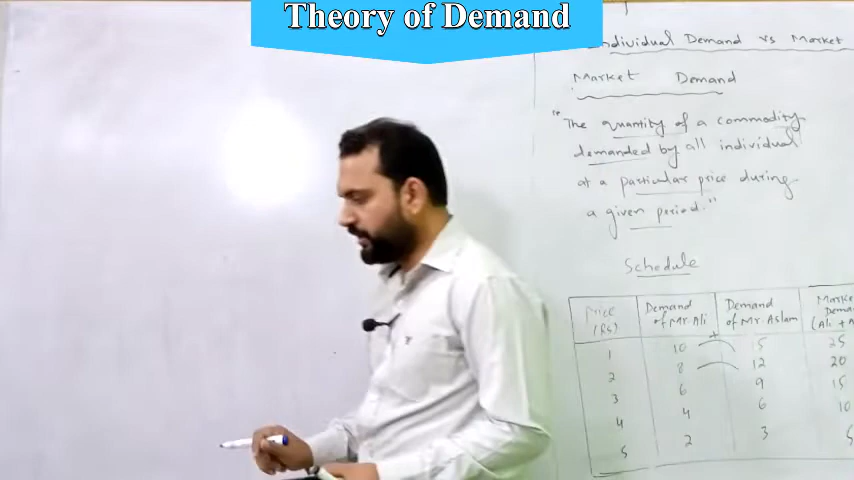 Theory of Demand
Individual Demand vs Market
Market Demand
"The quantity of a commodity
demanded by all individual
at a particular price during
a given period."
Schedule
Price (Rs) Demand of Mr. Ali Demand of Mr. Aslam Market Demand (Ali + A
1 10 + 5 25
2 8 12 20
3 6 9 15
4 4 6 10
5 2 3 5